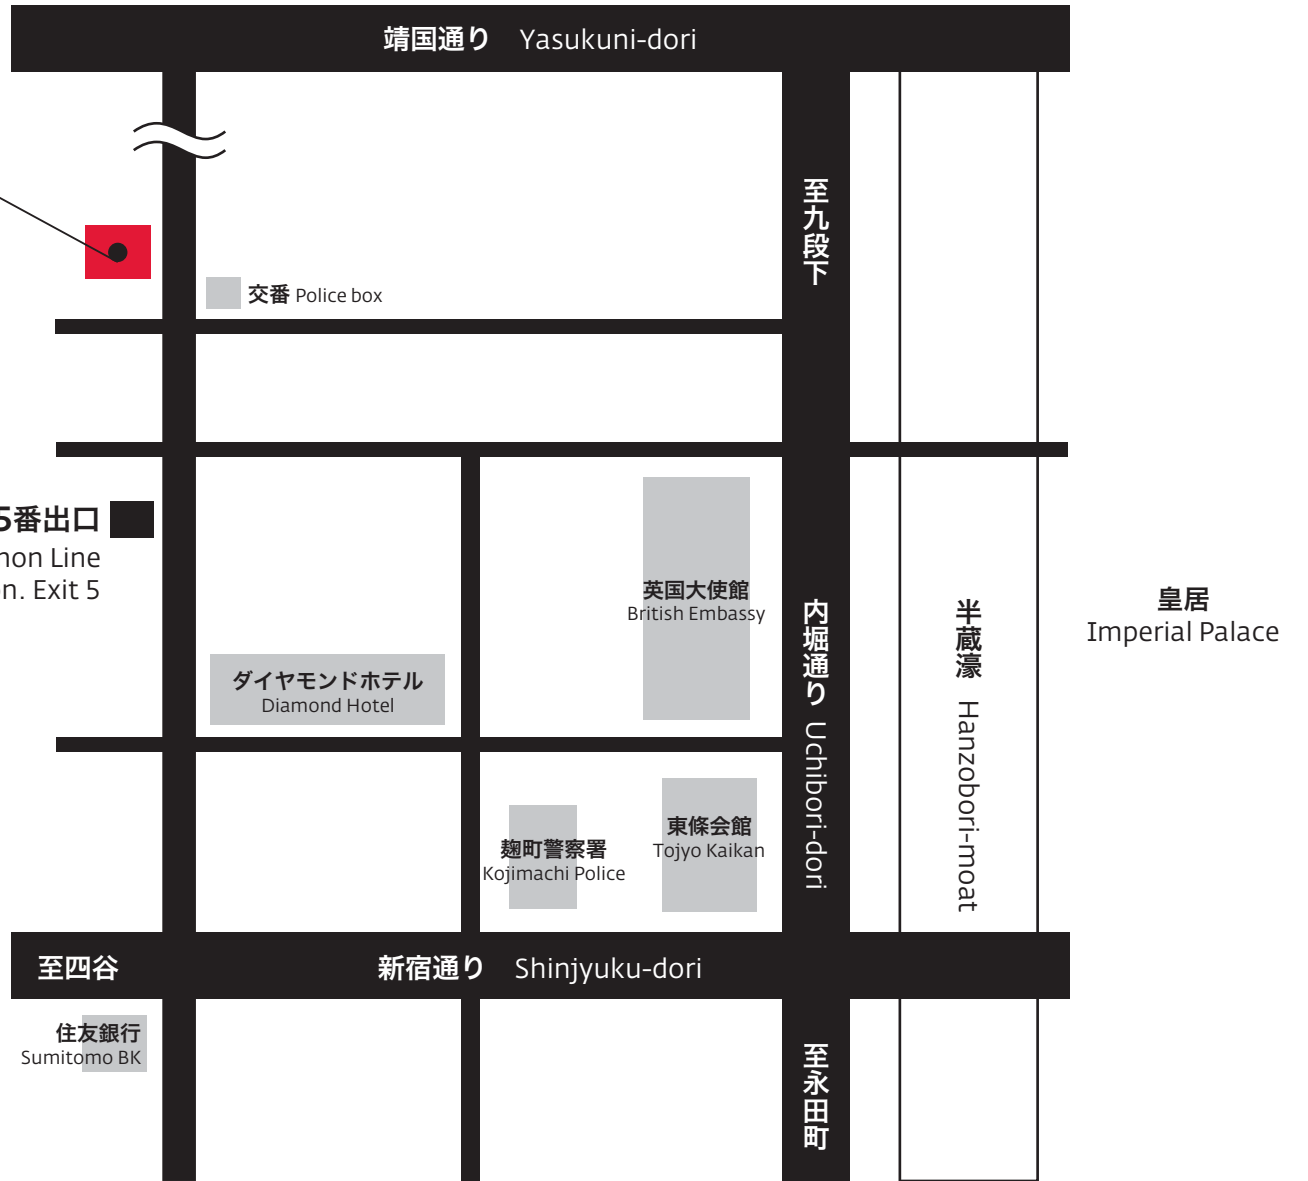 靖国通り Yasukuni-dori
至九段下
交番 Police box
5番出口
non Line
n. Exit 5
英国大使館
British Embassy
内堀通り Uchibori-dori
半蔵濠 Hanzobori-moat
皇居
Imperial Palace
ダイヤモンドホテル
Diamond Hotel
東條会館
Tojyo Kaikan
麹町警察署
Kojimachi Police
至四谷
新宿通り Shinjyuku-dori
住友銀行
Sumitomo BK
至永田町